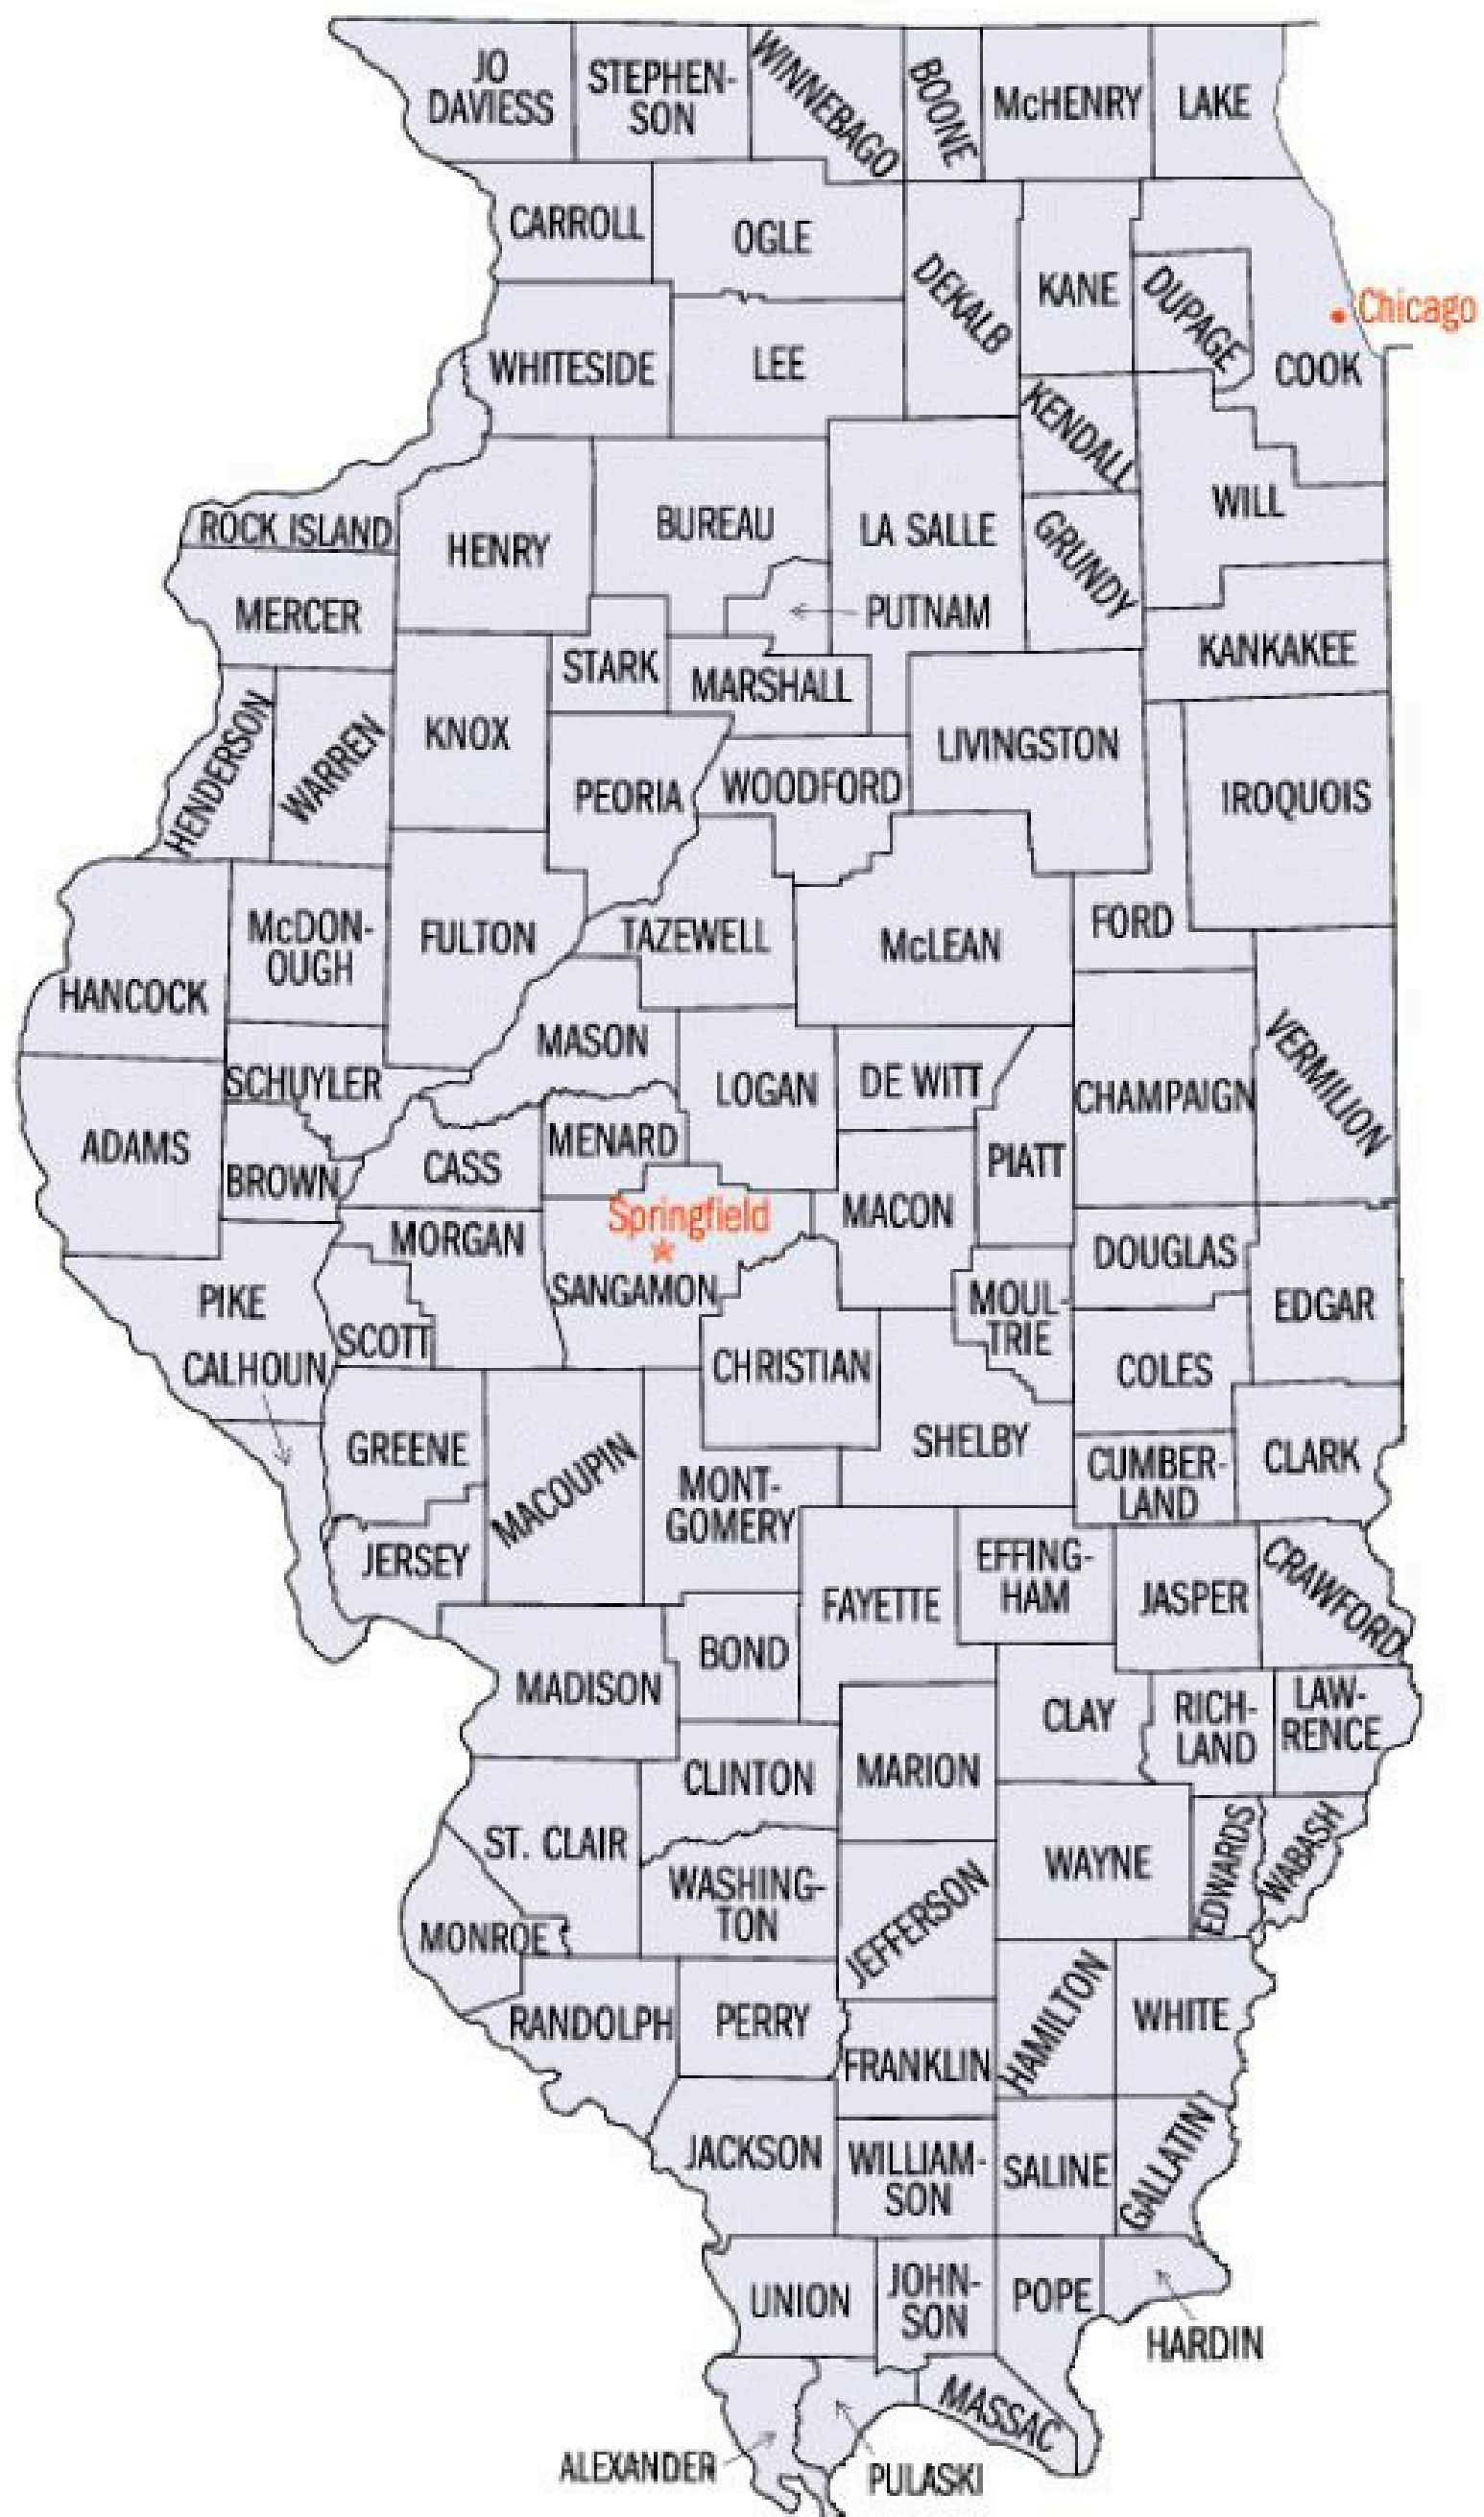 JO
DAVIESS
STEPHEN-
SON
WINNEBAGO
BOONE
McHENRY
LAKE
CARROLL
OGLE
DEKALB
KANE
DUPAGE
Chicago
COOK
WHITESIDE
LEE
KENDALL
ROCK ISLAND
HENRY
BUREAU
LA SALLE
WILL
GRUNDY
MERCER
PUTNAM
STARK
MARSHALL
KANKAKEE
HENDERSON
WARREN
KNOX
PEORIA
WOODFORD
LIVINGSTON
IROQUOIS
HANCOCK
McDON-
OUGH
FULTON
TAZEWELL
McLEAN
FORD
MASON
VERMILION
SCHUYLER
LOGAN
DE WITT
CHAMPAIGN
ADAMS
BROWN
CASS
MENARD
PIATT
MORGAN
Springfield
SANGAMON
MACON
DOUGLAS
EDGAR
PIKE
SCOTT
MOUL-
TRIE
CALHOUN
CHRISTIAN
COLES
GREENE
MACOUPIN
MONT-
GOMERY
SHELBY
CUMBER-
LAND
CLARK
JERSEY
FAYETTE
EFFING-
HAM
JASPER
CRAWFORD
BOND
MADISON
CLAY
RICH-
LAND
LAW-
RENCE
CLINTON
MARION
ST. CLAIR
WASHING-
TON
WAYNE
EDWARDS
WABASH
MONROE
JEFFERSON
RANDOLPH
PERRY
FRANKLIN
HAMILTON
WHITE
JACKSON
WILLIAM-
SON
SALINE
GALLATIN
UNION
JOHN-
SON
POPE
HARDIN
MASSAC
ALEXANDER
PULASKI